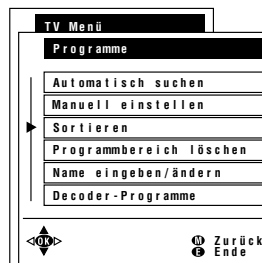 TV Menü
Programme
Automatisch suchen
Manuell einstellen
Sortieren
Programmbereich löschen
Name eingeben/ändern
Decoder-Programme
OK
M Zurück
E Ende